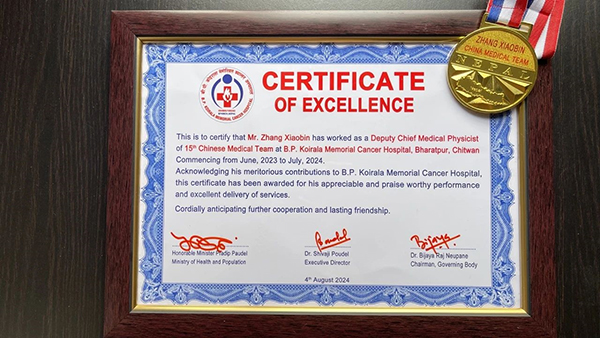 CERTIFICATE
OF EXCELLENCE
This is to certify that Mr. Zhang Xiaobin has worked as a Deputy Chief Medical Physicist
of 15th Chinese Medical Team at B.P. Koirala Memorial Cancer Hospital, Bharatpur, Chitwan
Commencing from June, 2023 to July, 2024.
Acknowledging his meritorious contributions to B.P. Koirala Memorial Cancer Hospital,
this certificate has been awarded for his appreciable and praise worthy performance
and excellent delivery of services.
Cordially anticipating further cooperation and lasting friendship.
Honorable Minister Pradip Paudel
Ministry of Health and Population
Dr. Shivaji Poudel
Executive Director
Bijaya
Dr. Bijaya Raj Neupane
Chairman, Governing Body
4th August 2024
ZHANG XIAOBIN
CHINA MEDICAL TEAM
NEPAL
B. P. KOIRALA MEMORIAL CANCER HOSPITAL